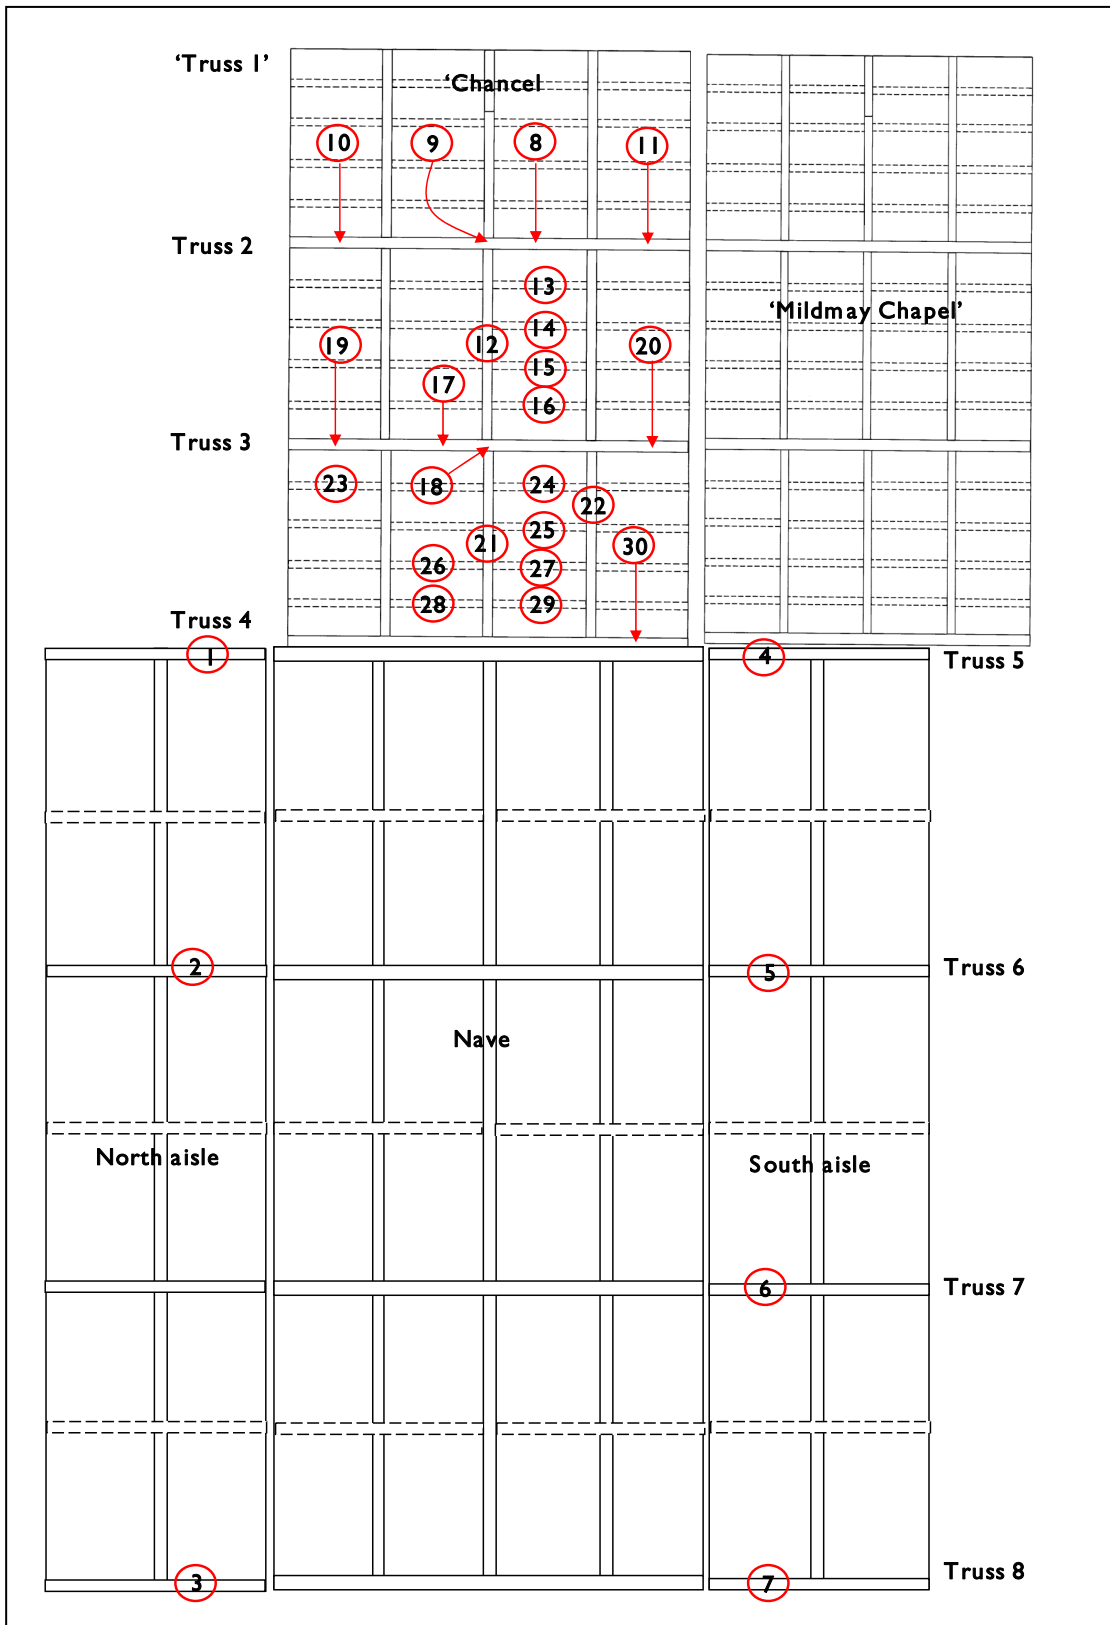 ‘Truss 1’
‘Chancel
10
9
8
11
Truss 2
13
‘Mildmay Chapel’
14
19
12
20
15
17
16
Truss 3
23
18
24
22
25
21
30
26
27
28
29
Truss 4
1
4
Truss 5
2
5
Truss 6
Nave
North aisle
South aisle
6
Truss 7
3
7
Truss 8